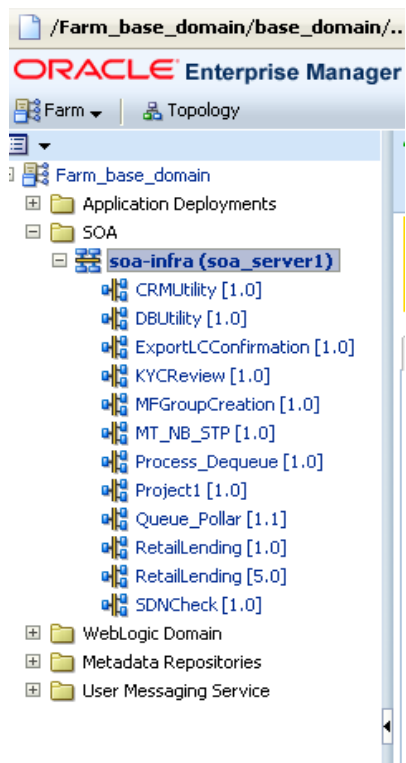 /Farm_base_domain/base_domain/..
ORACLE Enterprise Manager
Farm Topology
Farm_base_domain
Application Deployments
SOA
soa-infra (soa_server1)
CRMUtility [1.0]
DBUtility [1.0]
ExportLCConfirmation [1.0]
KYCReview [1.0]
MFGroupCreation [1.0]
MT_NB_STP [1.0]
Process_Dequeue [1.0]
Project1 [1.0]
Queue_Pollar [1.1]
RetailLending [1.0]
RetailLending [5.0]
SDNCheck [1.0]
WebLogic Domain
Metadata Repositories
User Messaging Service